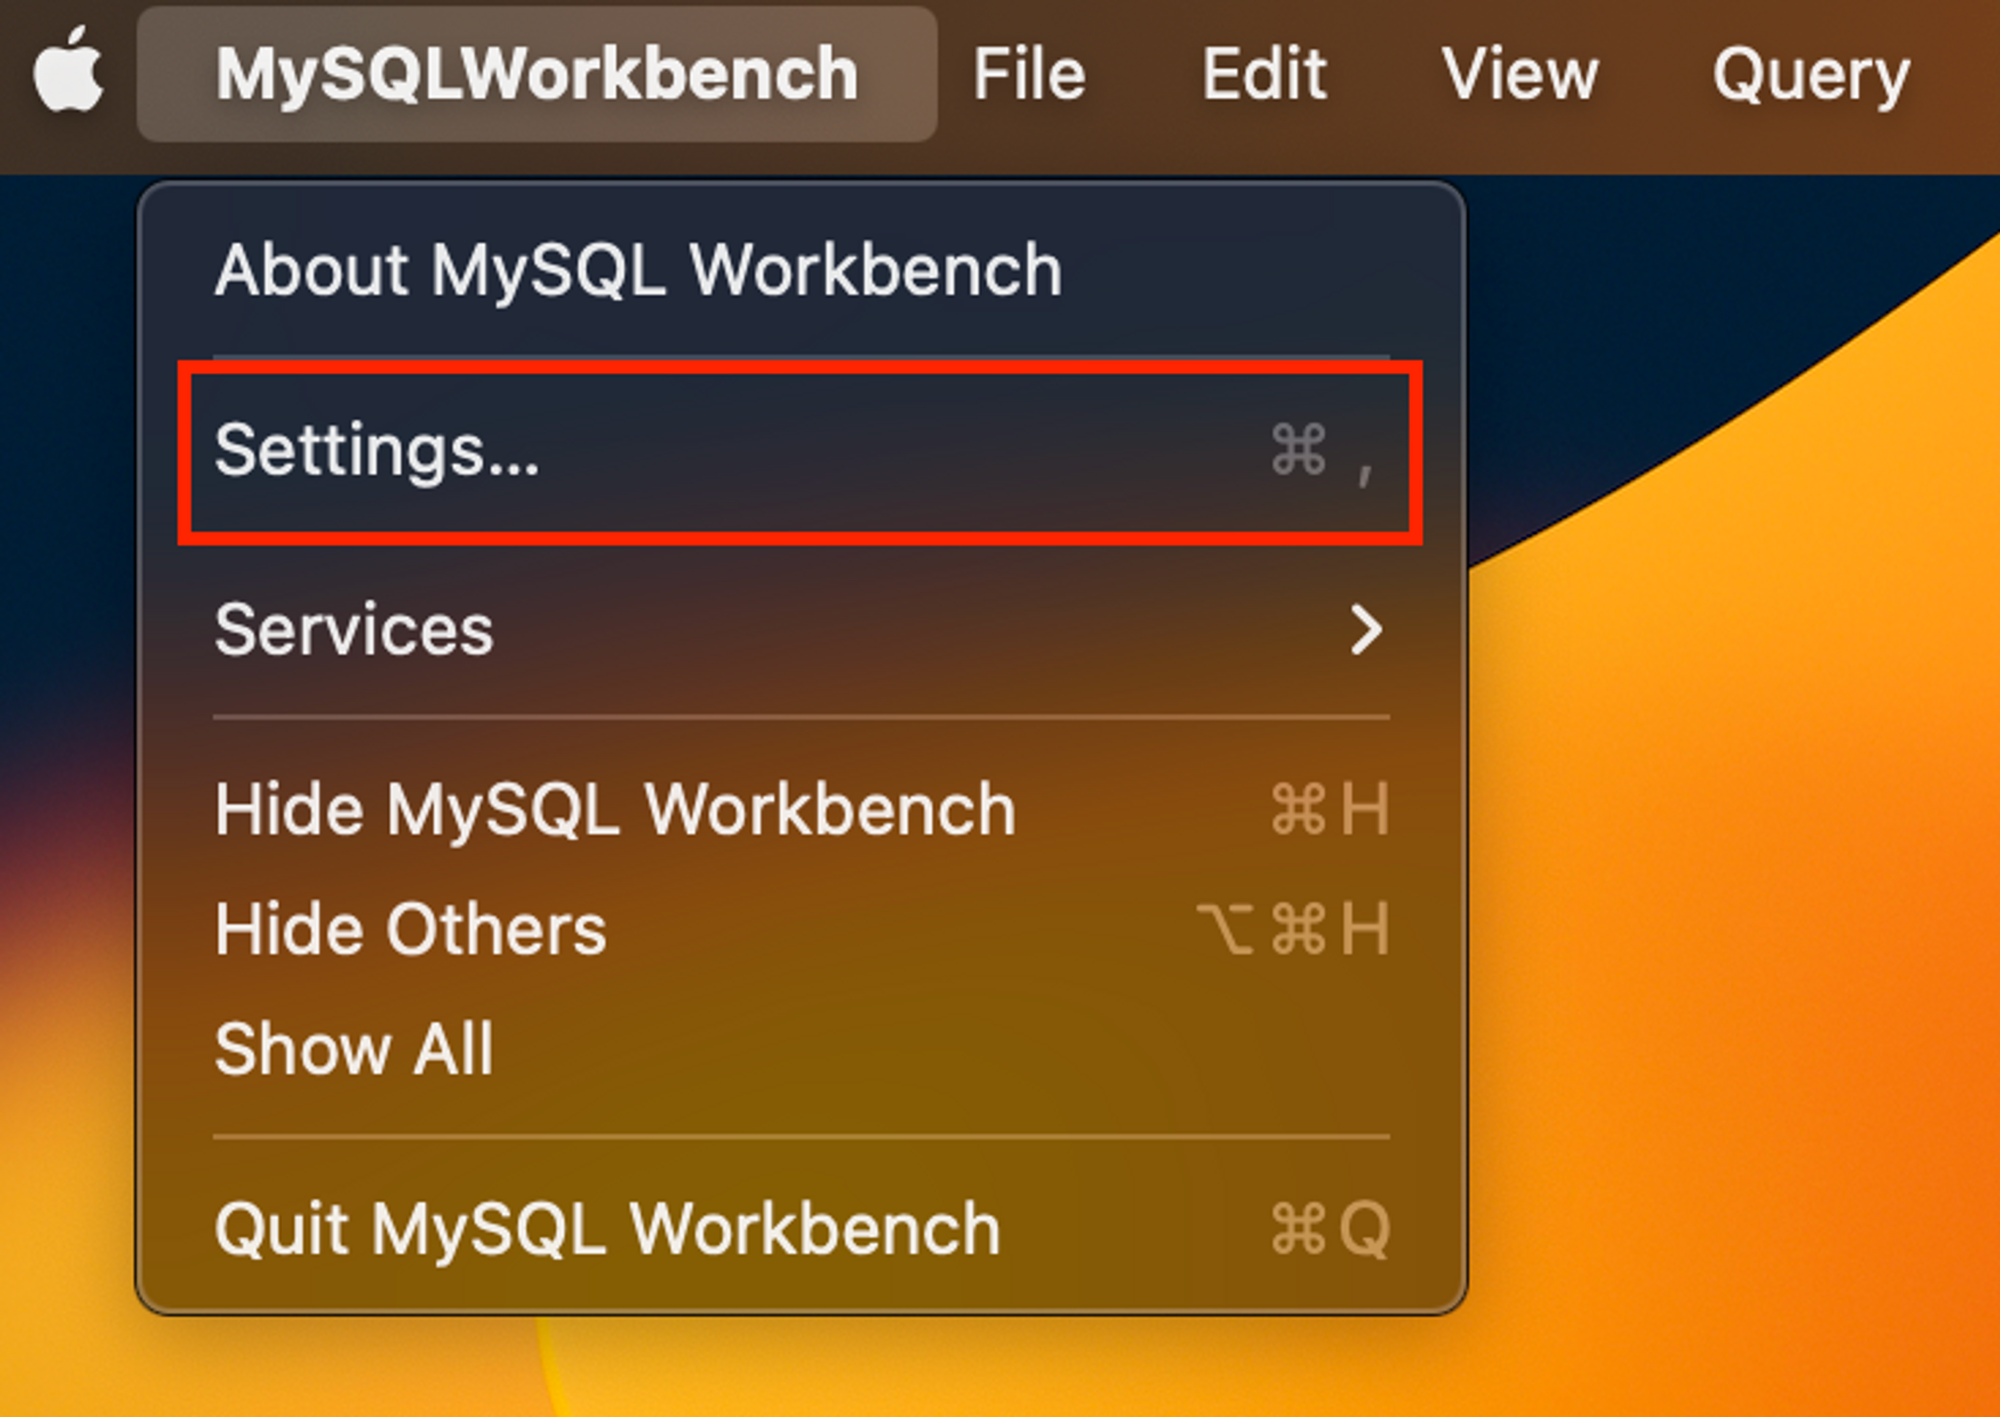 MySQLWorkbench File Edit View Query
About MySQL Workbench
Settings... ⌘ ,
Services
Hide MySQL Workbench ⌘H
Hide Others ⌥⌘H
Show All
Quit MySQL Workbench ⌘Q